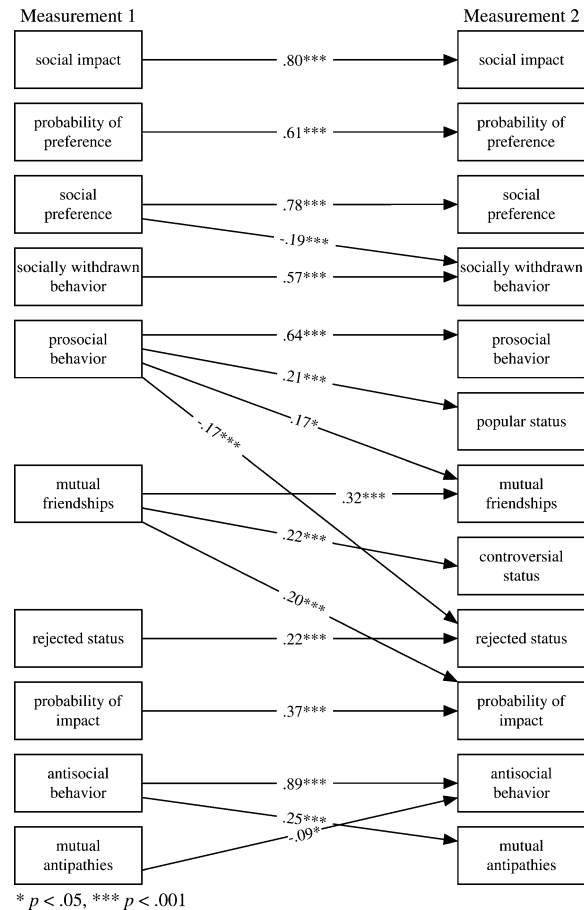 Measurement 1
Measurement 2
social impact
.80***
social impact
probability of
preference
.61***
probability of
preference
social
preference
.78***
social
preference
-.19***
socially withdrawn
behavior
.57***
socially withdrawn
behavior
prosocial
behavior
.64***
prosocial
behavior
.21***
popular status
.17*
-.17***
mutual
friendships
.32***
mutual
friendships
.22***
controversial
status
.20***
rejected status
.22***
rejected status
probability of
impact
.37***
probability of
impact
antisocial
behavior
.89***
antisocial
behavior
.25***
-.09*
mutual
antipathies
mutual
antipathies
* p < .05, *** p < .001